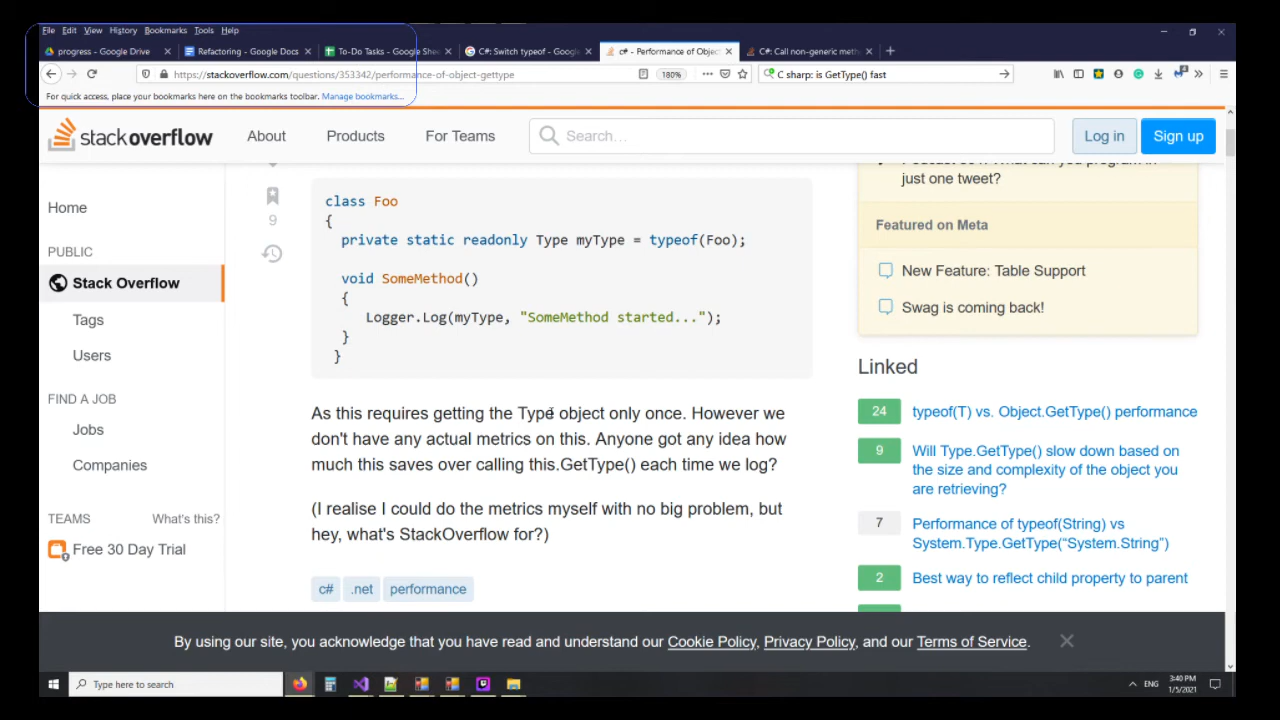 File Edit View History Bookmarks Tools Help
progress - Google Drive
Refactoring - Google Docs
To-Do Tasks - Google She
C#: Switch typeof - Goog
c# - Performance of Objec
C#: Call non-generic meth
https://stackoverflow.com/questions/353342/performance-of-object-gettype
180%
C sharp: is GetType() fast
For quick access, place your bookmarks here on the bookmarks toolbar. Manage bookmarks...
stackoverflow
About
Products
For Teams
Search...
Log in
Sign up
Home
PUBLIC
Stack Overflow
Tags
Users
FIND A JOB
Jobs
Companies
TEAMS What's this?
Free 30 Day Trial
9
class Foo
{
private static readonly Type myType = typeof(Foo);
void SomeMethod()
{
Logger.Log(myType, "SomeMethod started...");
}
}
As this requires getting the Type object only once. However we
don't have any actual metrics on this. Anyone got any idea how
much this saves over calling this.GetType() each time we log?
(I realise I could do the metrics myself with no big problem, but
hey, what's StackOverflow for?)
c# .net performance
just one tweet?
Featured on Meta
New Feature: Table Support
Swag is coming back!
Linked
24 typeof(T) vs. Object.GetType() performance
9 Will Type.GetType() slow down based on
the size and complexity of the object you
are retrieving?
7 Performance of typeof(String) vs
System.Type.GetType("System.String")
2 Best way to reflect child property to parent
By using our site, you acknowledge that you have read and understand our Cookie Policy, Privacy Policy, and our Terms of Service.
Type here to search
ENG
3:40 PM
1/5/2021